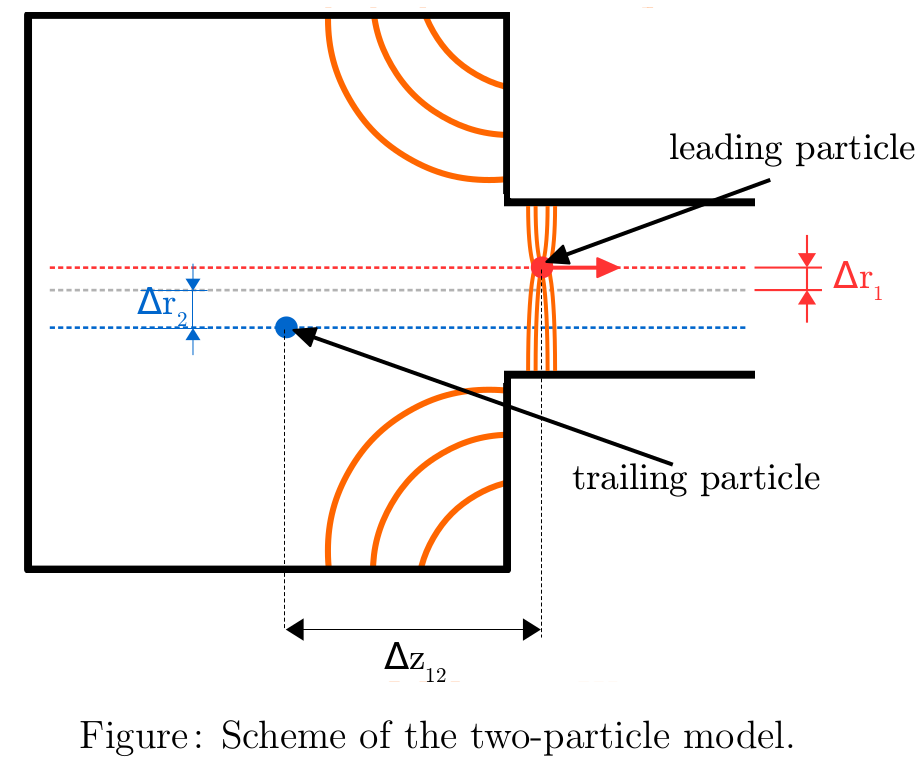 leading particle
Δr₁
Δr₂
trailing particle
Δz₁₂
Figure: Scheme of the two-particle model.